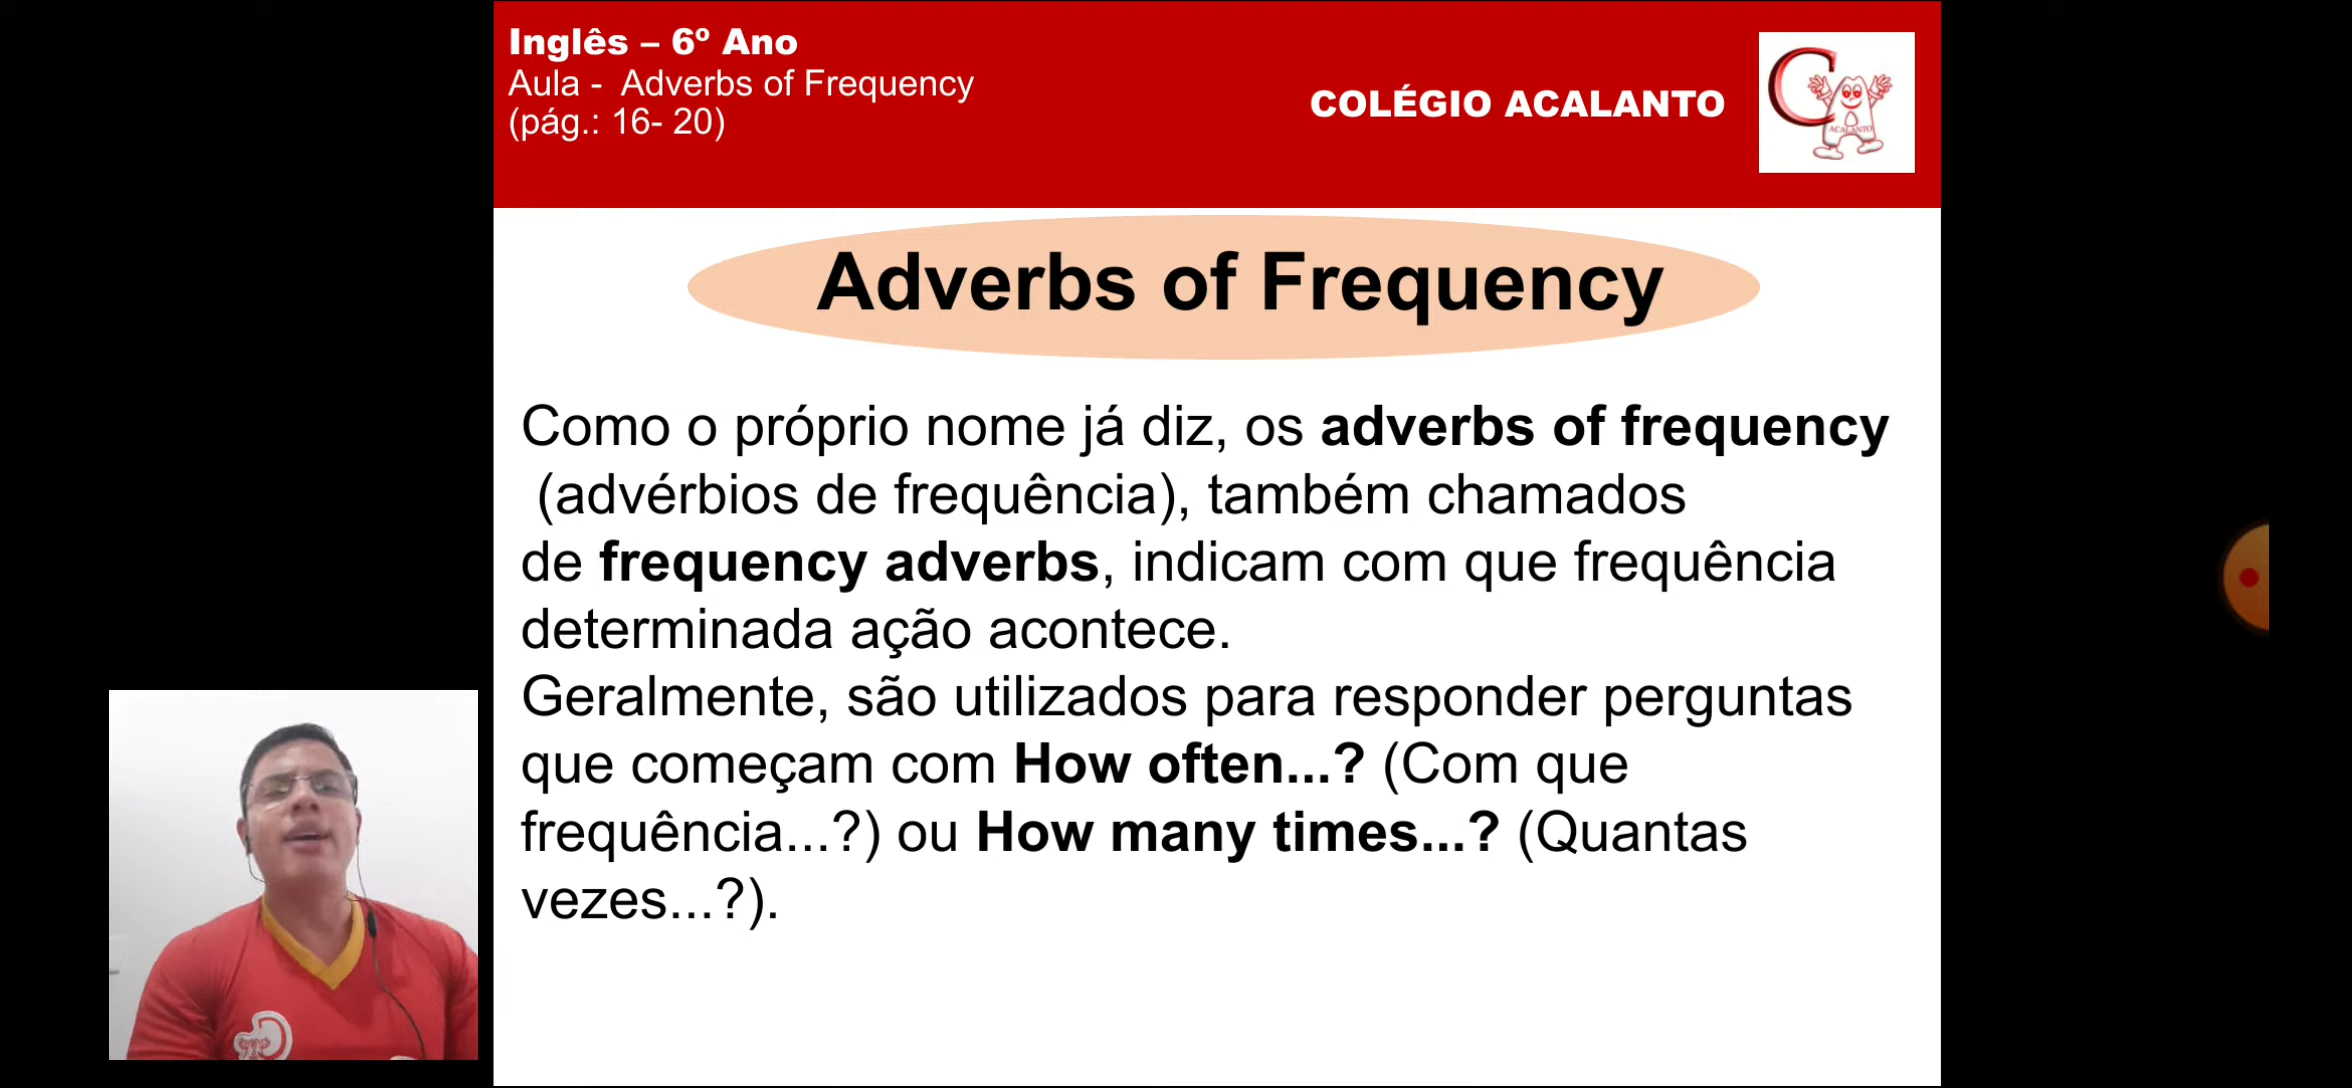 Inglês – 6º Ano
Aula - Adverbs of Frequency
(pág.: 16- 20)
COLÉGIO ACALANTO
C
ACALANTO
Adverbs of Frequency
Como o próprio nome já diz, os adverbs of frequency
(advérbios de frequência), também chamados
de frequency adverbs, indicam com que frequência
determinada ação acontece.
Geralmente, são utilizados para responder perguntas
que começam com How often...? (Com que
frequência...?) ou How many times...? (Quantas
vezes...?).